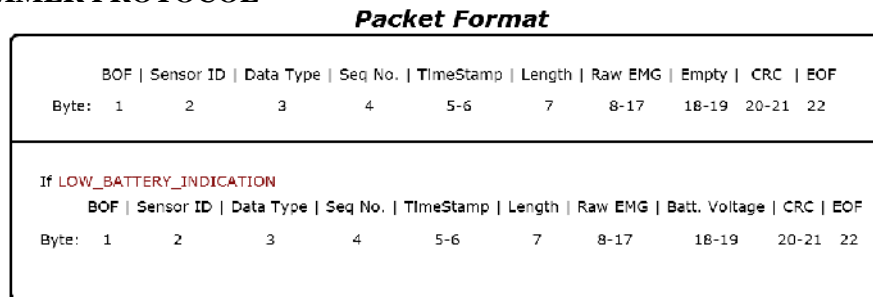 Packet Format
BOF | Sensor ID | Data Type | Seq No. | TimeStamp | Length | Raw EMG | Empty | CRC | EOF
Byte: 1 2 3 4 5-6 7 8-17 18-19 20-21 22
If LOW_BATTERY_INDICATION
BOF | Sensor ID | Data Type | Seq No. | TimeStamp | Length | Raw EMG | Batt. Voltage | CRC | EOF
Byte: 1 2 3 4 5-6 7 8-17 18-19 20-21 22